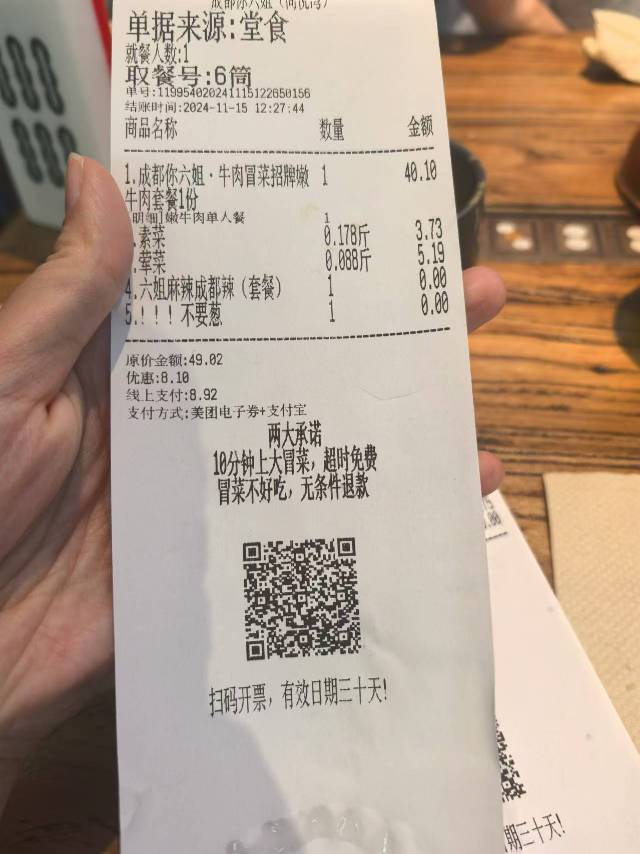 成都你六姐
单据来源:堂食
就餐人数:1
取餐号:6筒
单号:119954020241115122650156
结账时间:2024-11-15 12:27:44
商品名称 数量 金额
1.成都你六姐·牛肉冒菜招牌嫩 1 40.10
牛肉套餐1份
明细]嫩牛肉单人餐 1
.素菜 0.178斤 3.73
.荤菜 0.088斤 5.19
4.六姐麻辣成都辣（套餐） 1 0.00
5.！！！不要葱 1 0.00
原价金额:49.02
优惠:8.10
线上支付:8.92
支付方式:美团电子券+支付宝
两大承诺
10分钟上大冒菜，超时免费
冒菜不好吃，无条件退款
扫码开票，有效日期三十天!
期三十天!